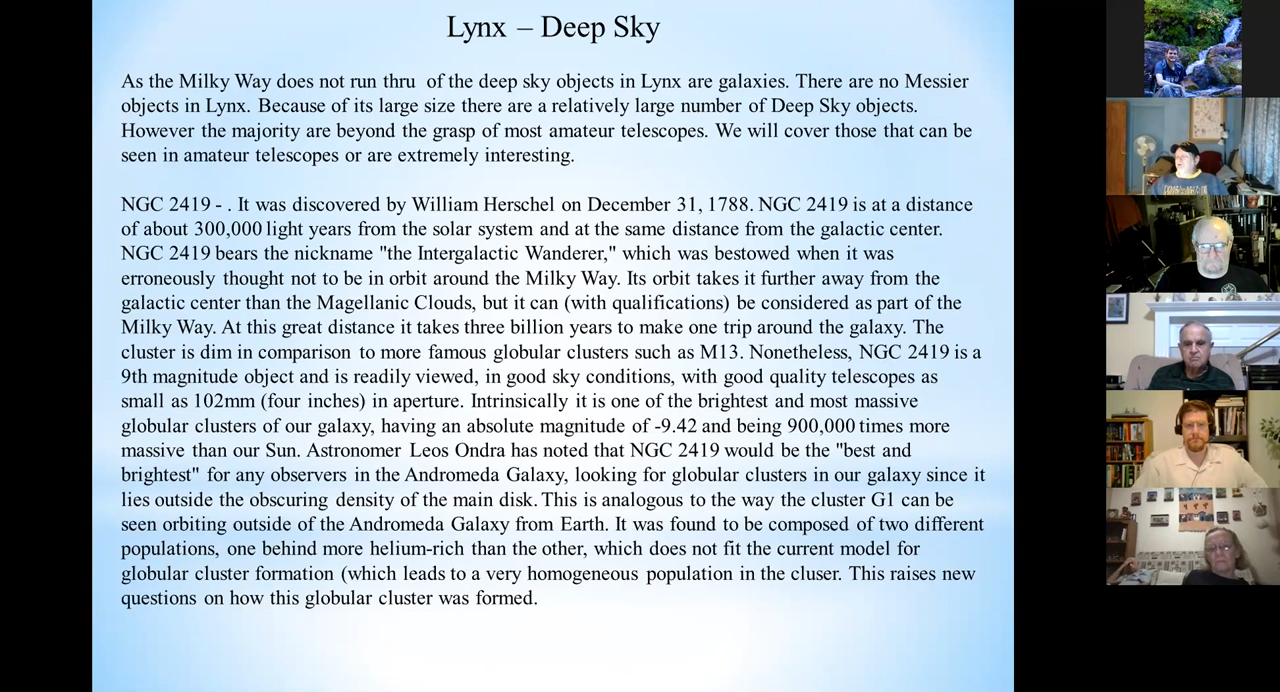 Lynx – Deep Sky
As the Milky Way does not run thru  of the deep sky objects in Lynx are galaxies. There are no Messier
objects in Lynx. Because of its large size there are a relatively large number of Deep Sky objects.
However the majority are beyond the grasp of most amateur telescopes. We will cover those that can be
seen in amateur telescopes or are extremely interesting.
NGC 2419 - . It was discovered by William Herschel on December 31, 1788. NGC 2419 is at a distance
of about 300,000 light years from the solar system and at the same distance from the galactic center.
NGC 2419 bears the nickname "the Intergalactic Wanderer," which was bestowed when it was
erroneously thought not to be in orbit around the Milky Way. Its orbit takes it further away from the
galactic center than the Magellanic Clouds, but it can (with qualifications) be considered as part of the
Milky Way. At this great distance it takes three billion years to make one trip around the galaxy. The
cluster is dim in comparison to more famous globular clusters such as M13. Nonetheless, NGC 2419 is a
9th magnitude object and is readily viewed, in good sky conditions, with good quality telescopes as
small as 102mm (four inches) in aperture. Intrinsically it is one of the brightest and most massive
globular clusters of our galaxy, having an absolute magnitude of -9.42 and being 900,000 times more
massive than our Sun. Astronomer Leos Ondra has noted that NGC 2419 would be the "best and
brightest" for any observers in the Andromeda Galaxy, looking for globular clusters in our galaxy since it
lies outside the obscuring density of the main disk. This is analogous to the way the cluster G1 can be
seen orbiting outside of the Andromeda Galaxy from Earth. It was found to be composed of two different
populations, one behind more helium-rich than the other, which does not fit the current model for
globular cluster formation (which leads to a very homogeneous population in the cluser. This raises new
questions on how this globular cluster was formed.